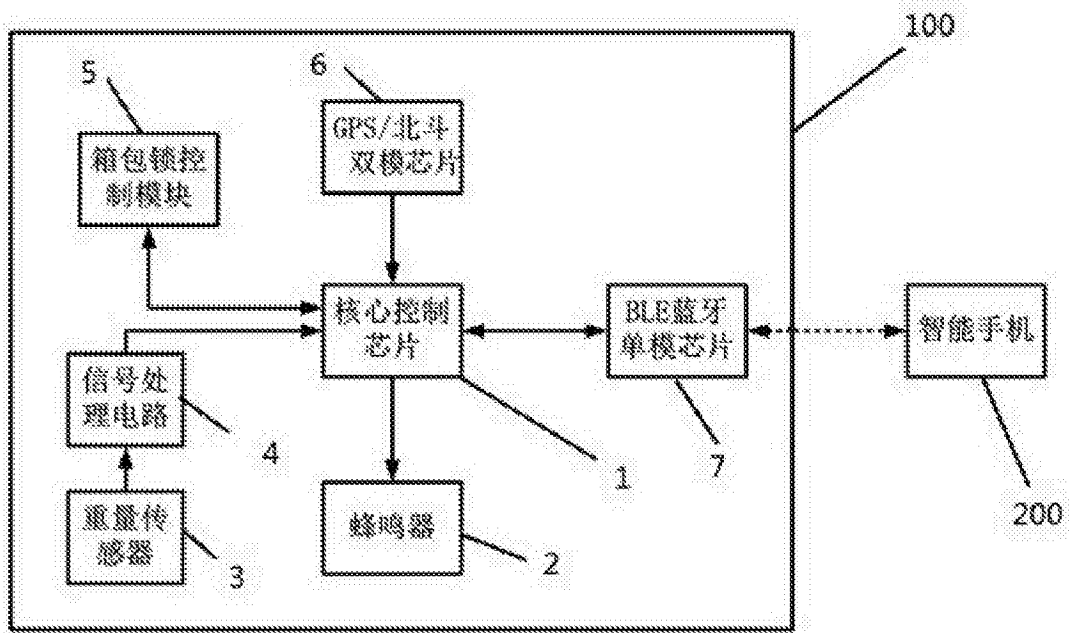 100
5
6
箱包锁控
制模块
GPS/北斗
双模芯片
核心控制
芯片
BLE蓝牙
单模芯片
智能手机
信号处
理电路
4
1
7
200
重量传
感器
3
蜂鸣器
2